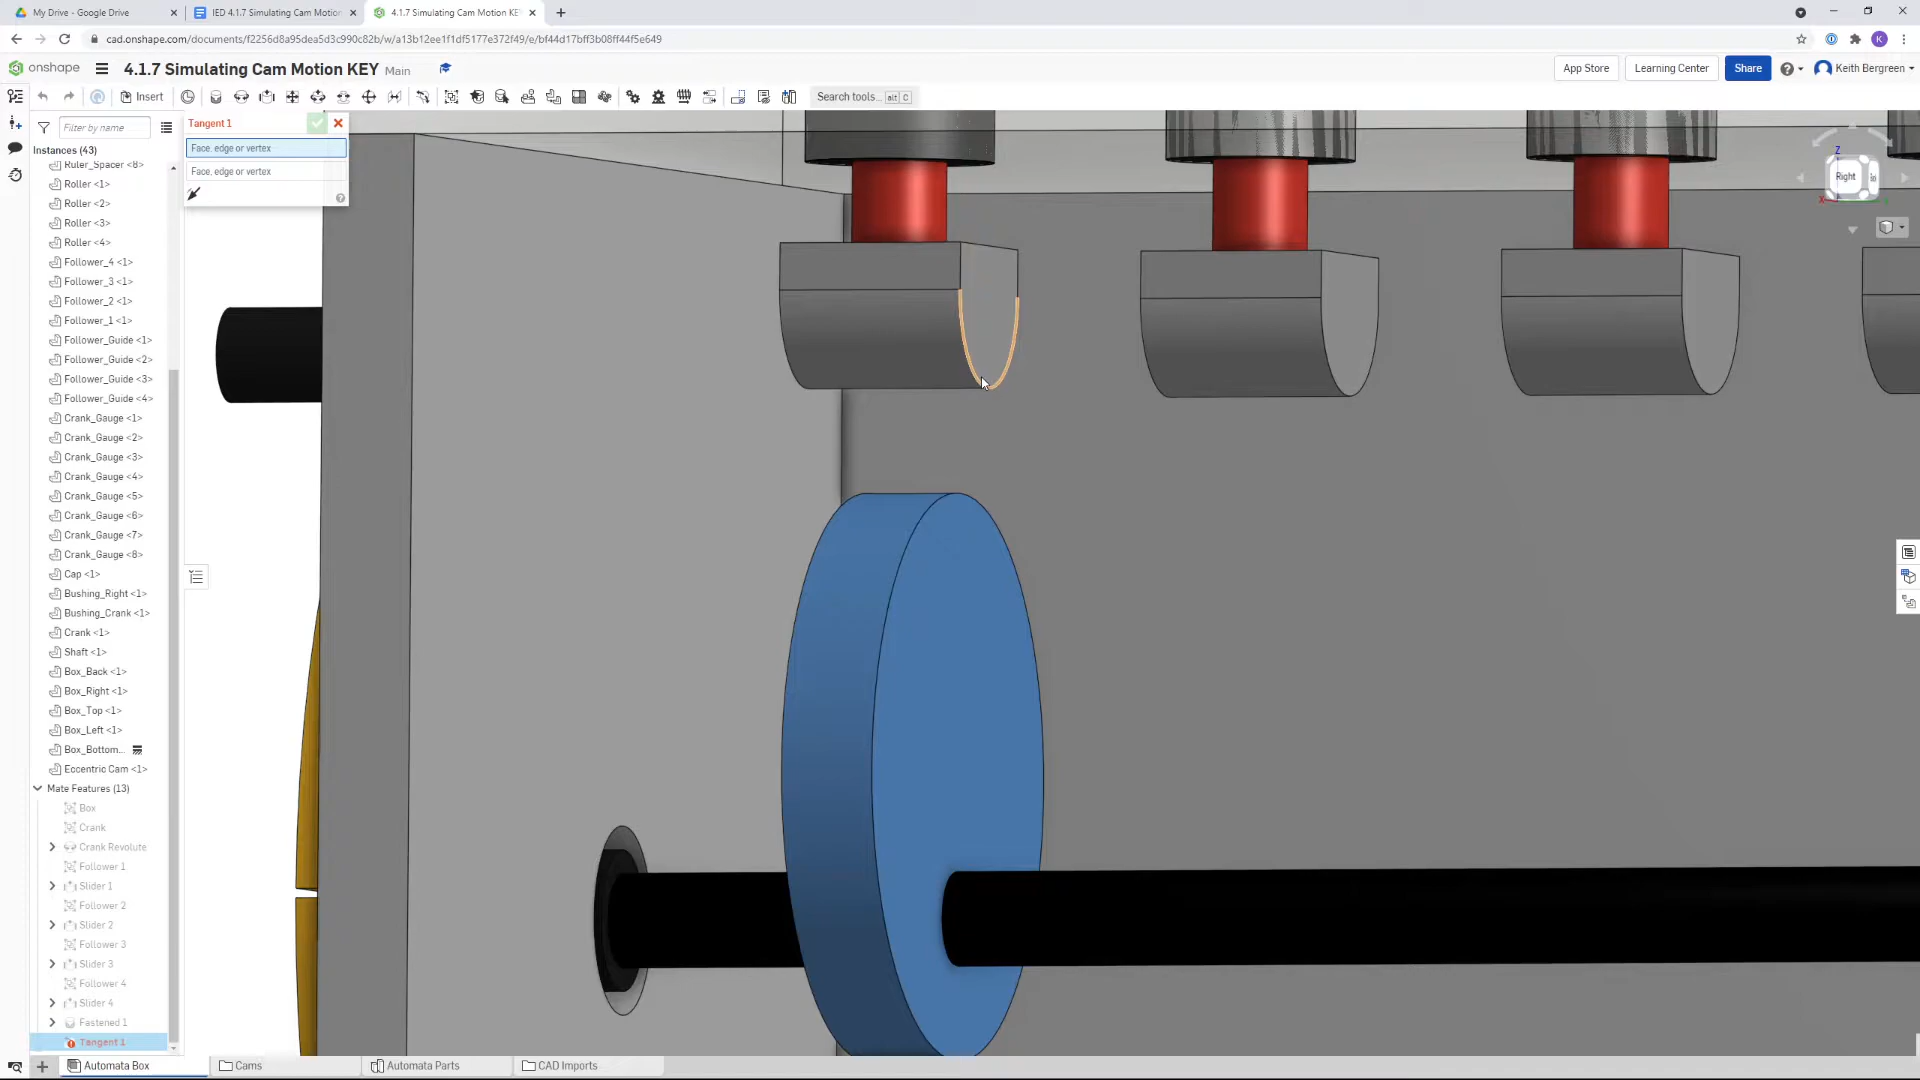 My Drive - Google Drive
IED 4.1.7 Simulating Cam Motion
4.1.7 Simulating Cam Motion KEY
cad.onshape.com/documents/f2256d8a95dea5d3c990c82b/w/a13b12ee1f1df5177e372f49/e/bf44d17bff3b08ff44f5e649
K
onshape
4.1.7 Simulating Cam Motion KEY Main
App Store
Learning Center
Share
Keith Bergreen
Insert
Search tools... alt C
Filter by name
Tangent 1
Face, edge or vertex
Face, edge or vertex
Instances (43)
Ruler_Spacer <8>
Roller <1>
Roller <2>
Roller <3>
Roller <4>
Follower_4 <1>
Follower_3 <1>
Follower_2 <1>
Follower_1 <1>
Follower_Guide <1>
Follower_Guide <2>
Follower_Guide <3>
Follower_Guide <4>
Crank_Gauge <1>
Crank_Gauge <2>
Crank_Gauge <3>
Crank_Gauge <4>
Crank_Gauge <5>
Crank_Gauge <6>
Crank_Gauge <7>
Crank_Gauge <8>
Cap <1>
Bushing_Right <1>
Bushing_Crank <1>
Crank <1>
Shaft <1>
Box_Back <1>
Box_Right <1>
Box_Top <1>
Box_Left <1>
Box_Bottom...
Eccentric Cam <1>
Mate Features (13)
Box
Crank
Crank Revolute
Follower 1
Slider 1
Follower 2
Slider 2
Follower 3
Slider 3
Follower 4
Slider 4
Fastened 1
Tangent 1
Z
Right
X
Automata Box
Cams
Automata Parts
CAD Imports